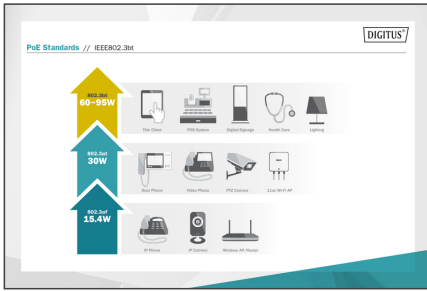 DIGITUS®
PoE Standards // IEEE802.3bt
802.3bt
60~95W
Thin Client
POS System
Digital Signage
Health Care
Lighting
802.3at
30W
Door Phone
Video Phone
PTZ Camera
11ac Wi-Fi AP
802.3af
15.4W
IP Phone
IP Camera
Wireless AP/Router